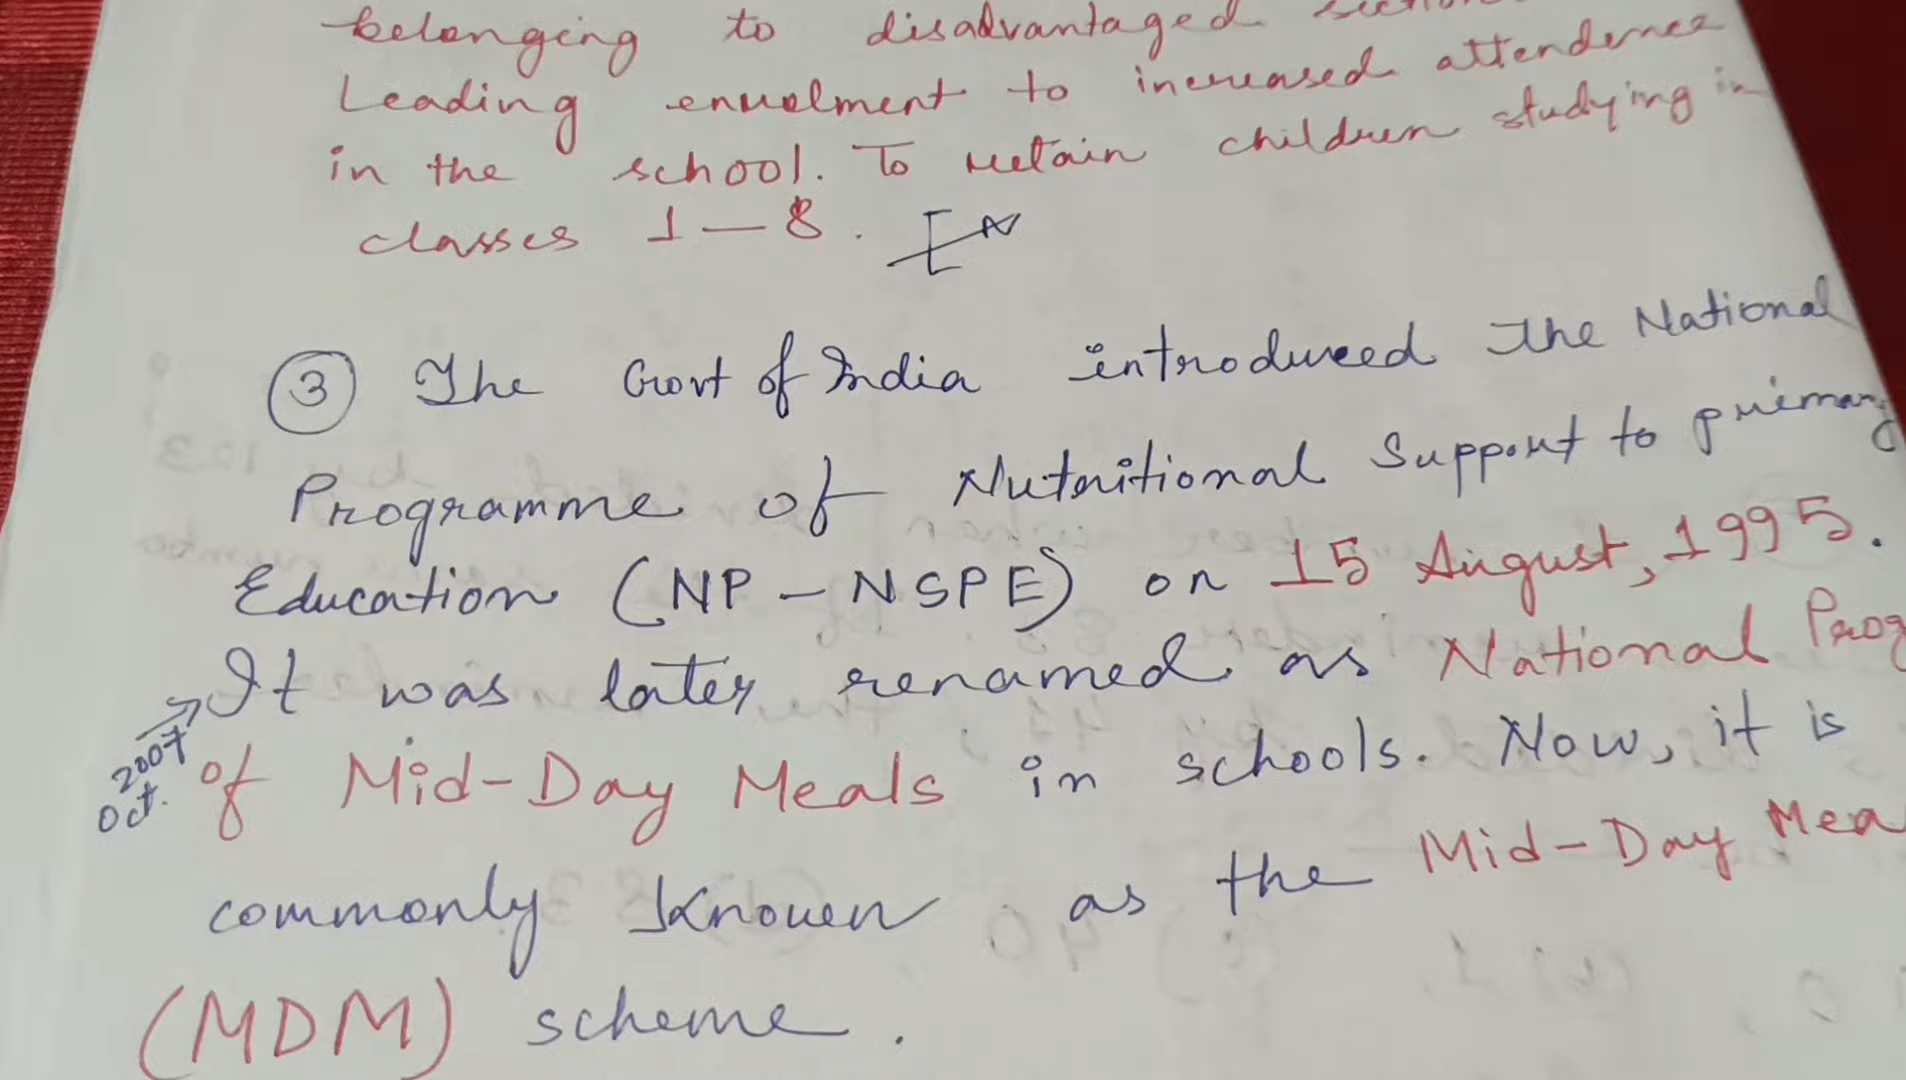 belonging to disadvantaged
Leading enrolment to increased attendence
in the school. To retain children studying in
classes 1 – 8.
③ The Govt of India introduced the National
Programme of Nutritional Support to primary
Education (NP – NSPE) on 15 August, 1995.
It was later renamed as National Prog
2007
Oct.
of Mid-Day Meals in schools. Now, it is
commonly known as the Mid-Day Mea
(MDM) scheme.